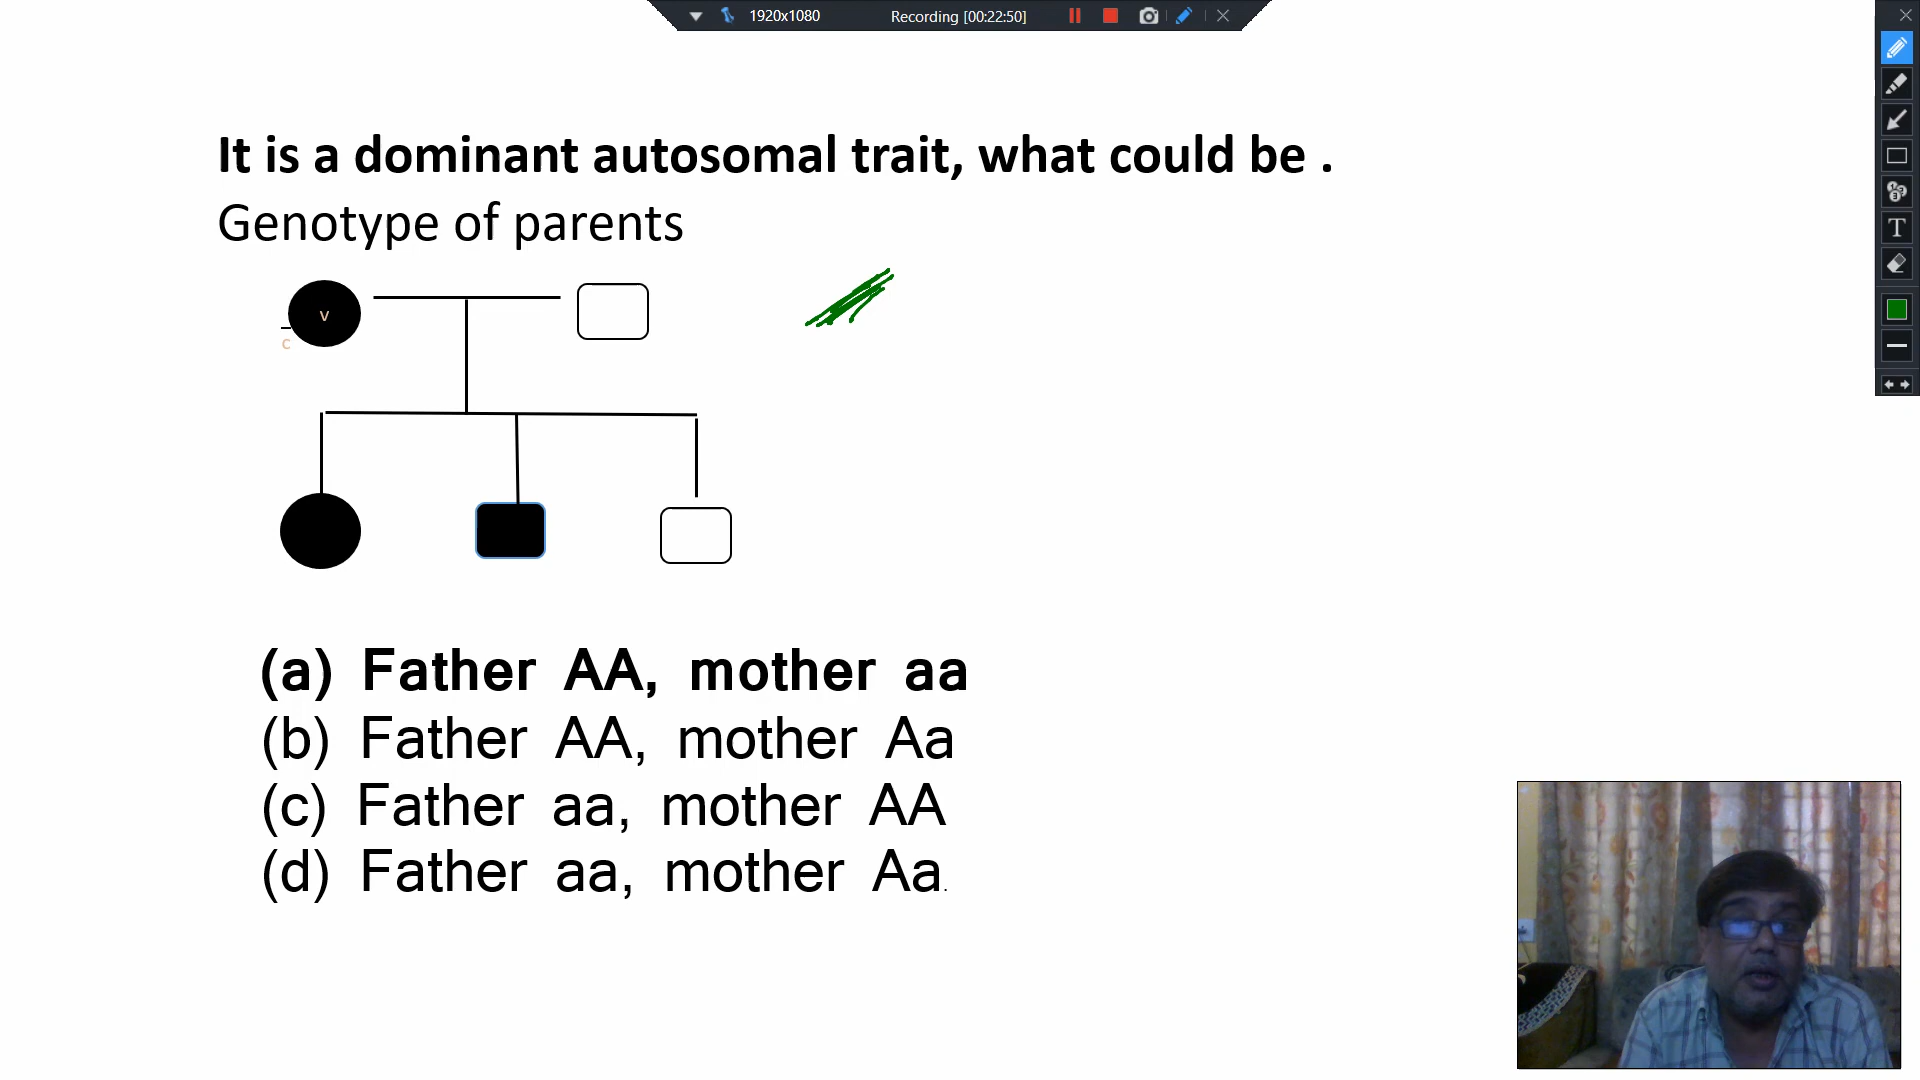 1920x1080 Recording [00:22:50]
It is a dominant autosomal trait, what could be .
Genotype of parents
v
c
T
(a) Father AA, mother aa
(b) Father AA, mother Aa
(c) Father aa, mother AA
(d) Father aa, mother Aa.